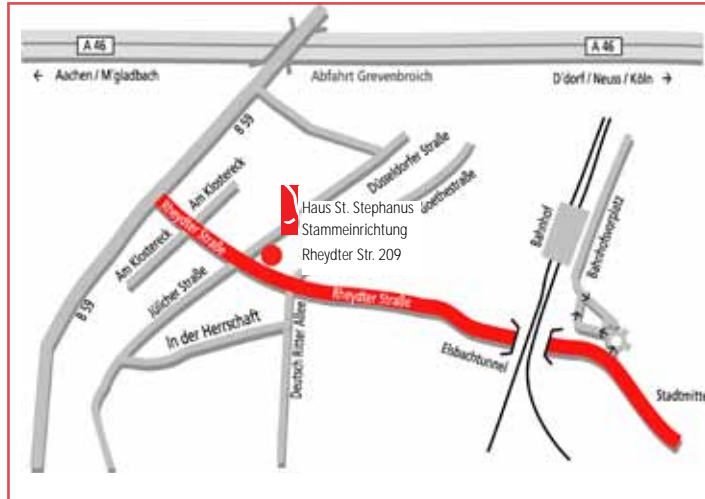 A 46
A 46
← Aachen / M'gladbach
Abfahrt Grevenbroich
D'dorf / Neuss / Köln →
B 59
Düsseldorfer Straße
Am Klostereck
Haus St. Stephanus
Stammeinrichtung
Rheydter Str. 209
Rheydter Straße
Am Klostereck
Jülicher Straße
Bahnhof
Bahnhofvorplatz
B 59
In der Herrschaft
Deutsch Ritter Allee
Rheydter Straße
Elsbachtunnel
Stadtmitte